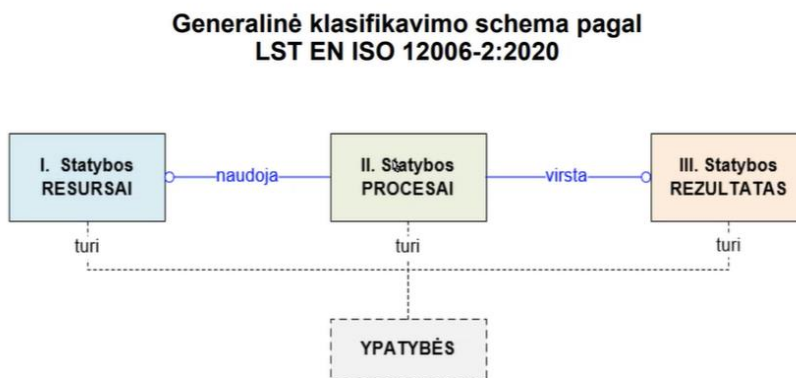 Generalinė klasifikavimo schema pagal
LST EN ISO 12006-2:2020
I. Statybos
RESURSAI
naudoja
II. Statybos
PROCESAI
virsta
III. Statybos
REZULTATAS
turi
turi
turi
YPATYBĖS